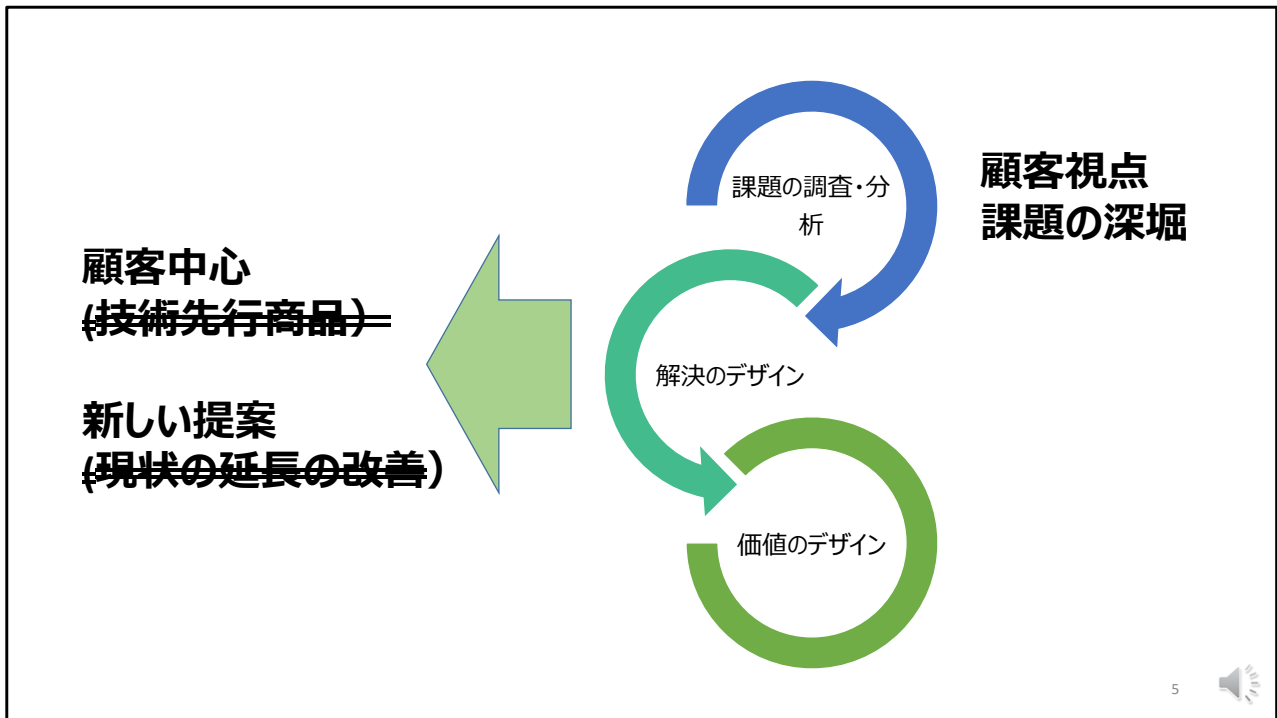 課題の調査・分
析
顧客視点
課題の深堀
顧客中心
(技術先行商品）
新しい提案
(現状の延長の改善）
解決のデザイン
価値のデザイン
5